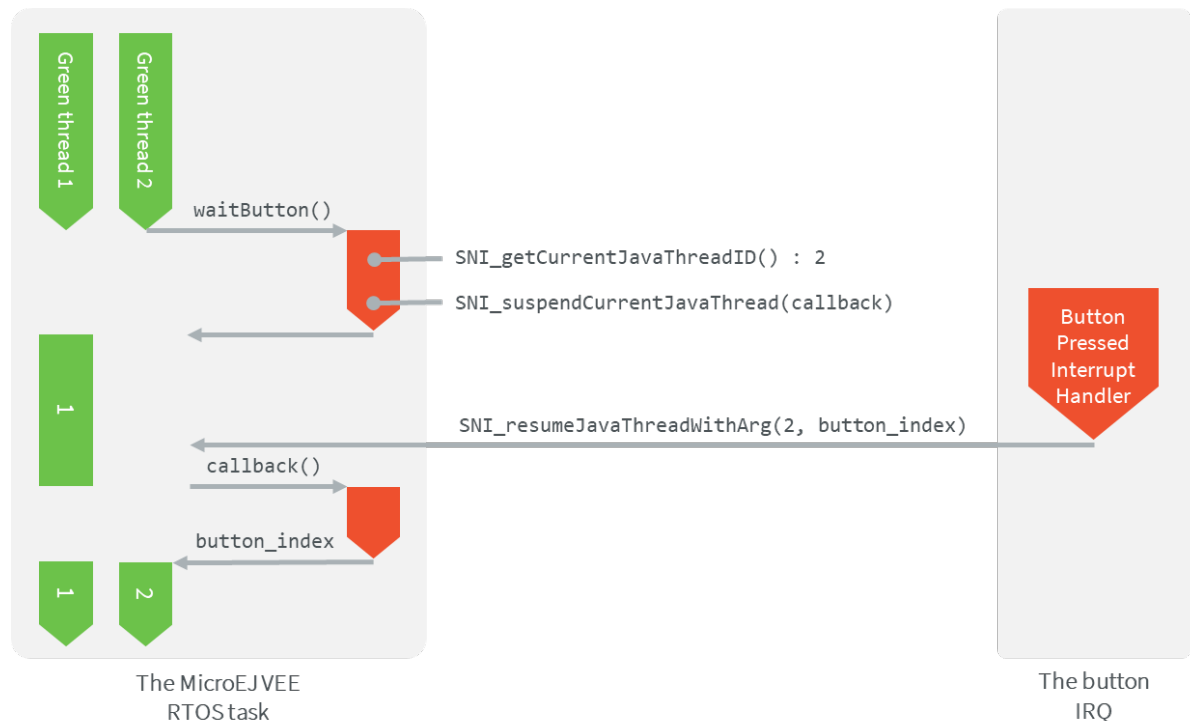 Green thread 1
Green thread 2
waitButton()
SNI_getCurrentJavaThreadID() : 2
SNI_suspendCurrentJavaThread(callback)
Button
Pressed
Interrupt
Handler
1
SNI_resumeJavaThreadWithArg(2, button_index)
callback()
button_index
1
2
The MicroEJ VEE
RTOS task
The button
IRQ